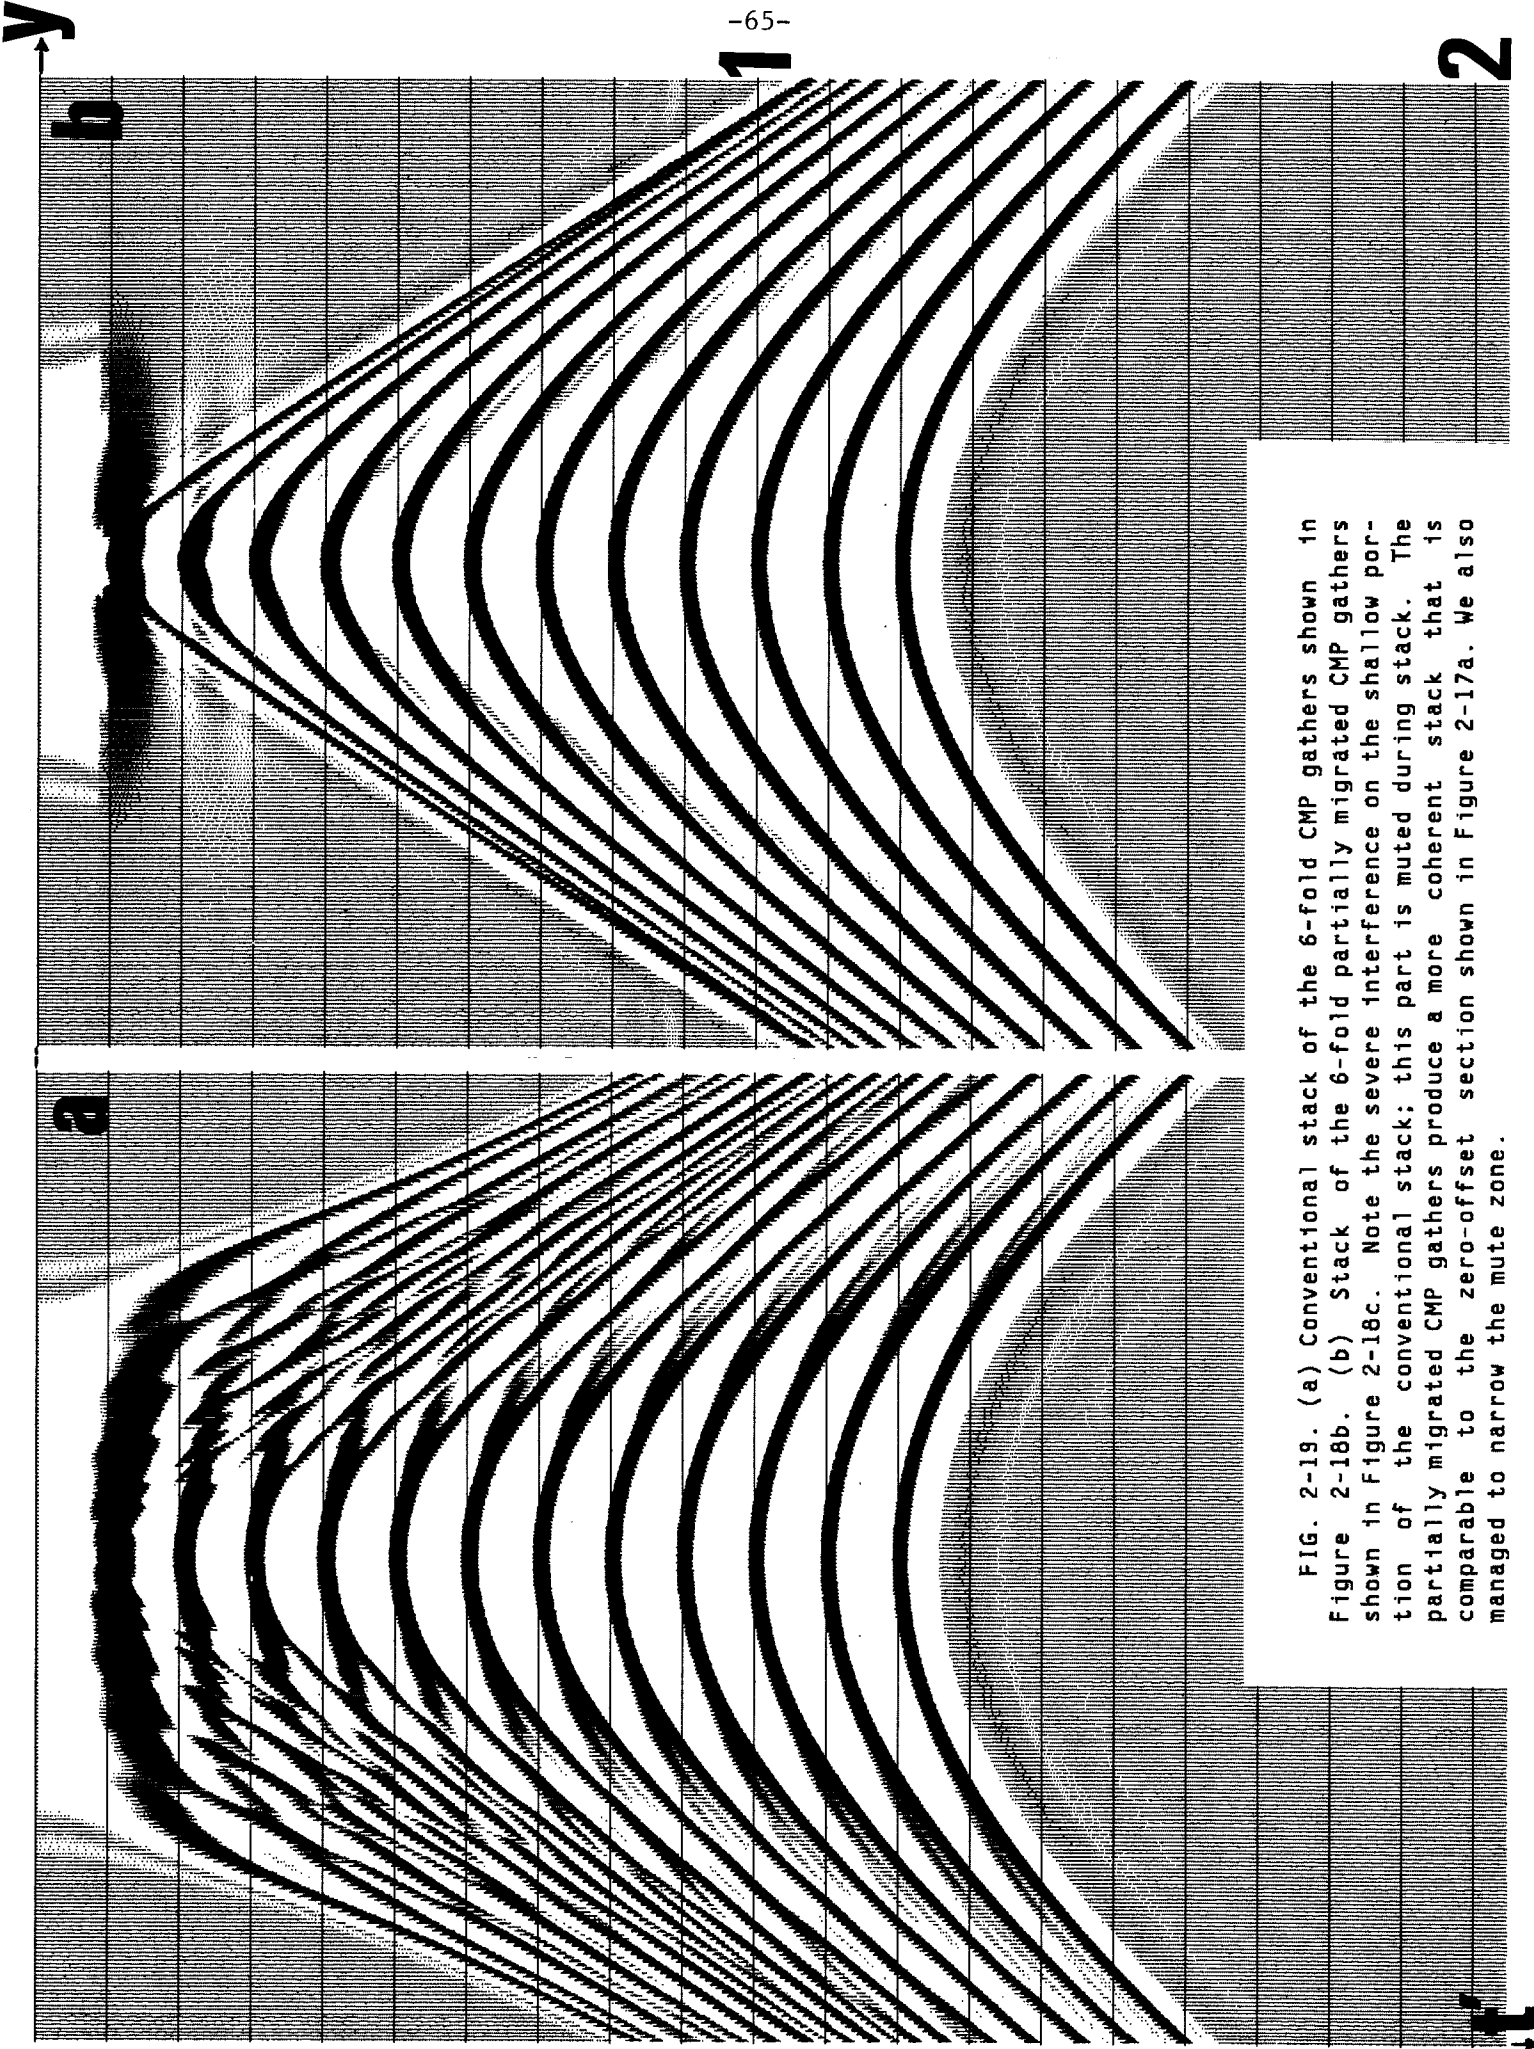 -65-
y
b
1
2
a
t
FIG. 2-19. (a) Conventional stack of the 6-fold CMP gathers shown in
Figure 2-18b. (b) Stack of the 6-fold partially migrated CMP gathers
shown in Figure 2-18c. Note the severe interference on the shallow por-
tion of the conventional stack; this part is muted during stack. The
partially migrated CMP gathers produce a more coherent stack that is
comparable to the zero-offset section shown in Figure 2-17a. We also
managed to narrow the mute zone.